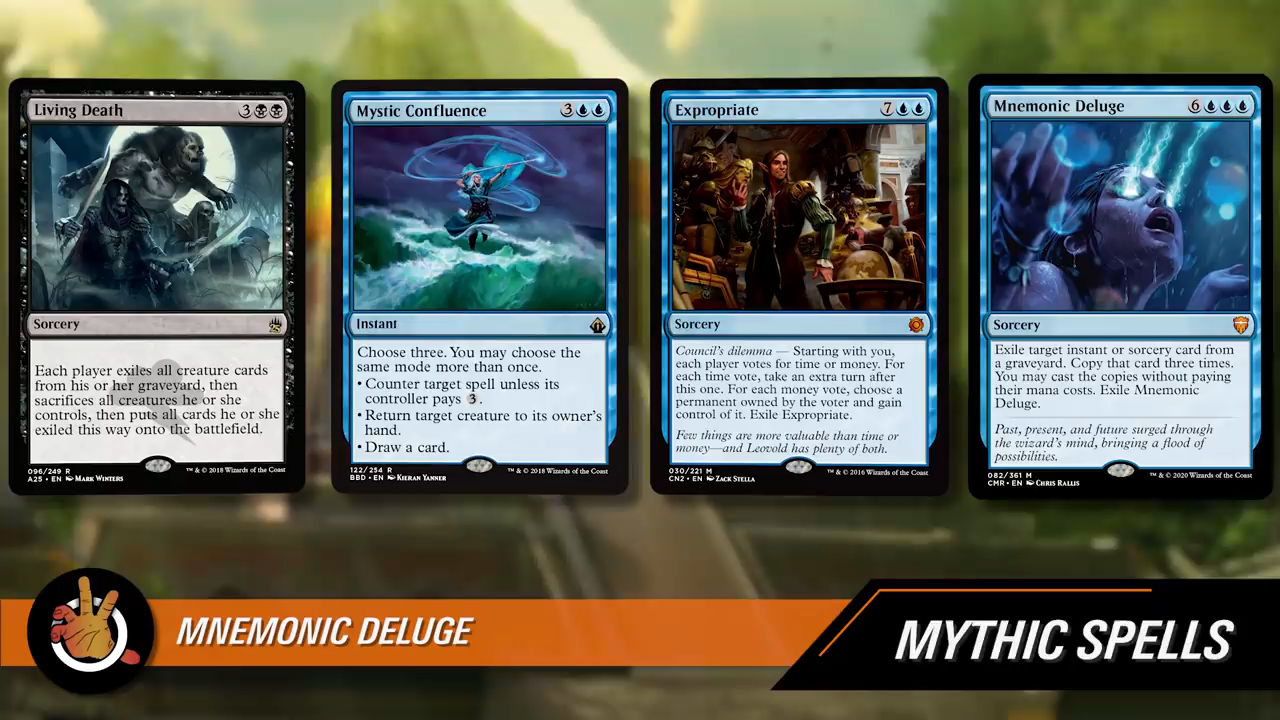 Living Death 3
Sorcery
Each player exiles all creature cards
from his or her graveyard, then
sacrifices all creatures he or she
controls, then puts all cards he or she
exiled this way onto the battlefield.
096/249 R
A25 • EN MARK WINTERS
™ & © 2018 Wizards of the Coast
Mystic Confluence 3
Instant
Choose three. You may choose the
same mode more than once.
• Counter target spell unless its
controller pays 3.
• Return target creature to its owner's
hand.
• Draw a card.
122/254 R
BBD • EN KIERAN YANNER
™ & © 2018 Wizards of the Coast
Expropriate 7
Sorcery
Council's dilemma — Starting with you,
each player votes for time or money. For
each time vote, take an extra turn after
this one. For each money vote, choose a
permanent owned by the voter and gain
control of it. Exile Expropriate.
Few things are more valuable than time or
money—and Leovold has plenty of both.
030/221 M
CN2 • EN ZACK STELLA
™ & © 2016 Wizards of the Coast
Mnemonic Deluge 6
Sorcery
Exile target instant or sorcery card from
a graveyard. Copy that card three times.
You may cast the copies without paying
their mana costs. Exile Mnemonic
Deluge.
Past, present, and future surged through
the wizard's mind, bringing a flood of
possibilities.
082/361 M
CMR • EN CHRIS RALLIS
™ & © 2020 Wizards of the Coast
MNEMONIC DELUGE
MYTHIC SPELLS